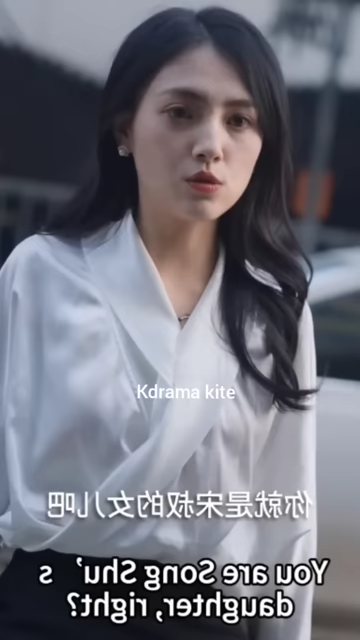 Kdrama kite
你就是宋叔的女儿吧
You are Song Shu's
daughter, right?